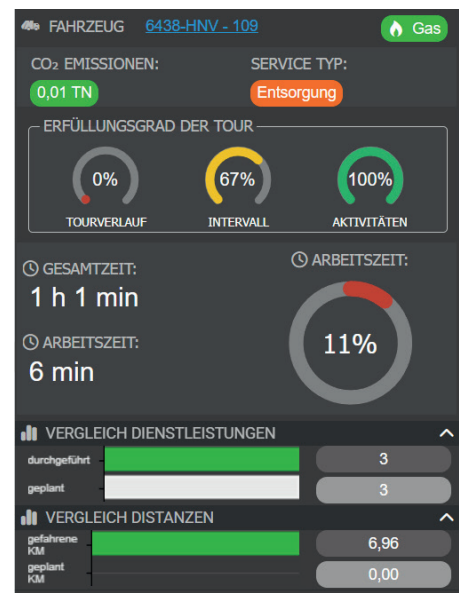 FAHRZEUG 6438-HNV - 109 Gas
CO₂ EMISSIONEN: SERVICE TYP:
0,01 TN Entsorgung
ERFÜLLUNGSGRAD DER TOUR
0% 67% 100%
TOURVERLAUF INTERVALL AKTIVITÄTEN
GESAMTZEIT: ARBEITSZEIT:
1 h 1 min
ARBEITSZEIT: 11%
6 min
VERGLEICH DIENSTLEISTUNGEN
durchgeführt 3
geplant 3
VERGLEICH DISTANZEN
gefahrene
KM 6,96
geplant
KM 0,00